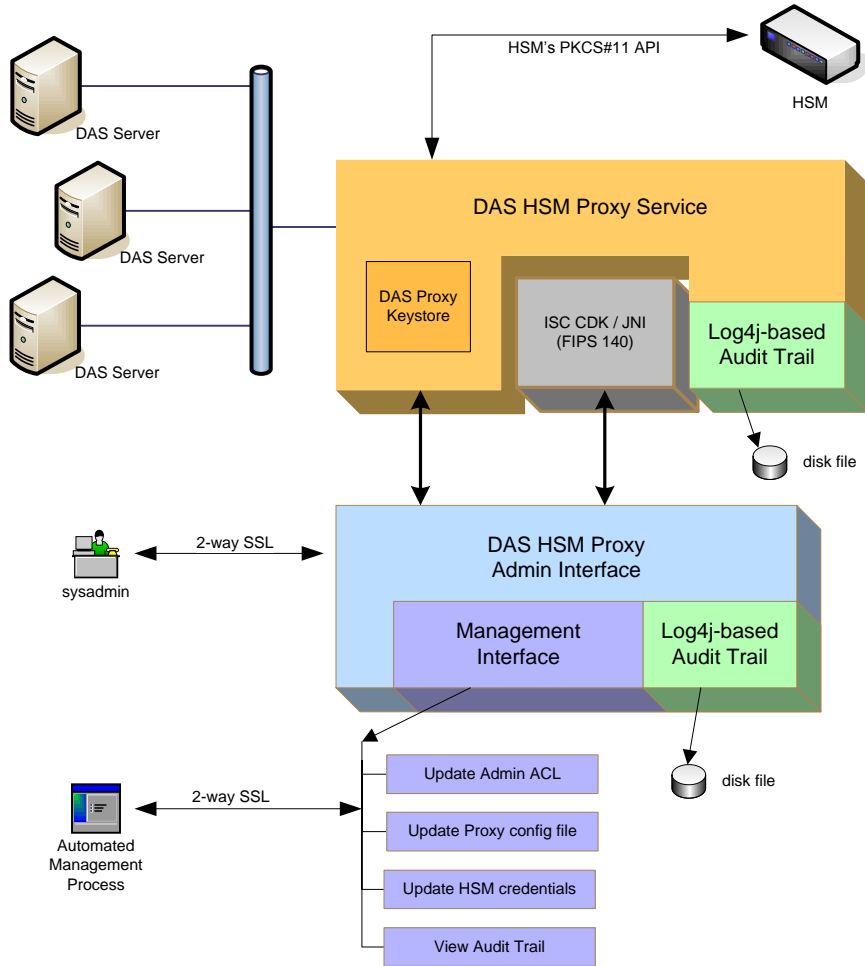 HSM's PKCS#11 API
HSM
DAS Server
DAS Server
DAS Server
DAS HSM Proxy Service
DAS Proxy
Keystore
ISC CDK / JNI
(FIPS 140)
Log4j-based
Audit Trail
disk file
2-way SSL
sysadmin
DAS HSM Proxy
Admin Interface
Management
Interface
Log4j-based
Audit Trail
disk file
2-way SSL
Automated
Management
Process
Update Admin ACL
Update Proxy config file
Update HSM credentials
View Audit Trail